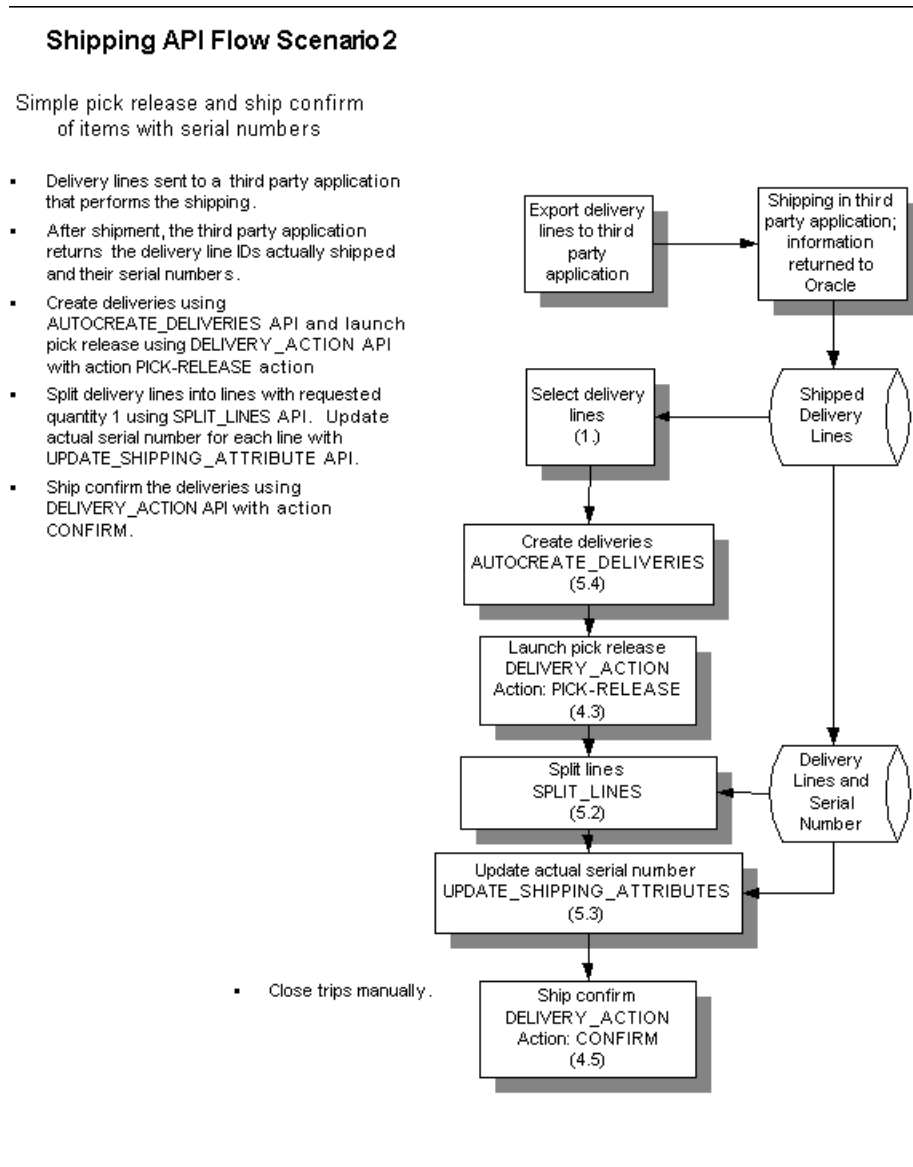 Shipping API Flow Scenario 2
Simple pick release and ship confirm
of items with serial numbers
▪ Delivery lines sent to a third party application
that performs the shipping.
▪ After shipment, the third party application
returns the delivery line IDs actually shipped
and their serial numbers.
▪ Create deliveries using
AUTOCREATE_DELIVERIES API and launch
pick release using DELIVERY_ACTION API
with action PICK-RELEASE action
▪ Split delivery lines into lines with requested
quantity 1 using SPLIT_LINES API. Update
actual serial number for each line with
UPDATE_SHIPPING_ATTRIBUTE API.
▪ Ship confirm the deliveries using
DELIVERY_ACTION API with action
CONFIRM.
Export delivery
lines to third
party
application
Shipping in third
party application;
information
returned to
Oracle
Select delivery
lines
(1.)
Shipped
Delivery
Lines
Create deliveries
AUTOCREATE_DELIVERIES
(5.4)
Launch pick release
DELIVERY_ACTION
Action: PICK-RELEASE
(4.3)
Split lines
SPLIT_LINES
(5.2)
Delivery
Lines and
Serial
Number
Update actual serial number
UPDATE_SHIPPING_ATTRIBUTES
(5.3)
▪ Close trips manually.
Ship confirm
DELIVERY_ACTION
Action: CONFIRM
(4.5)